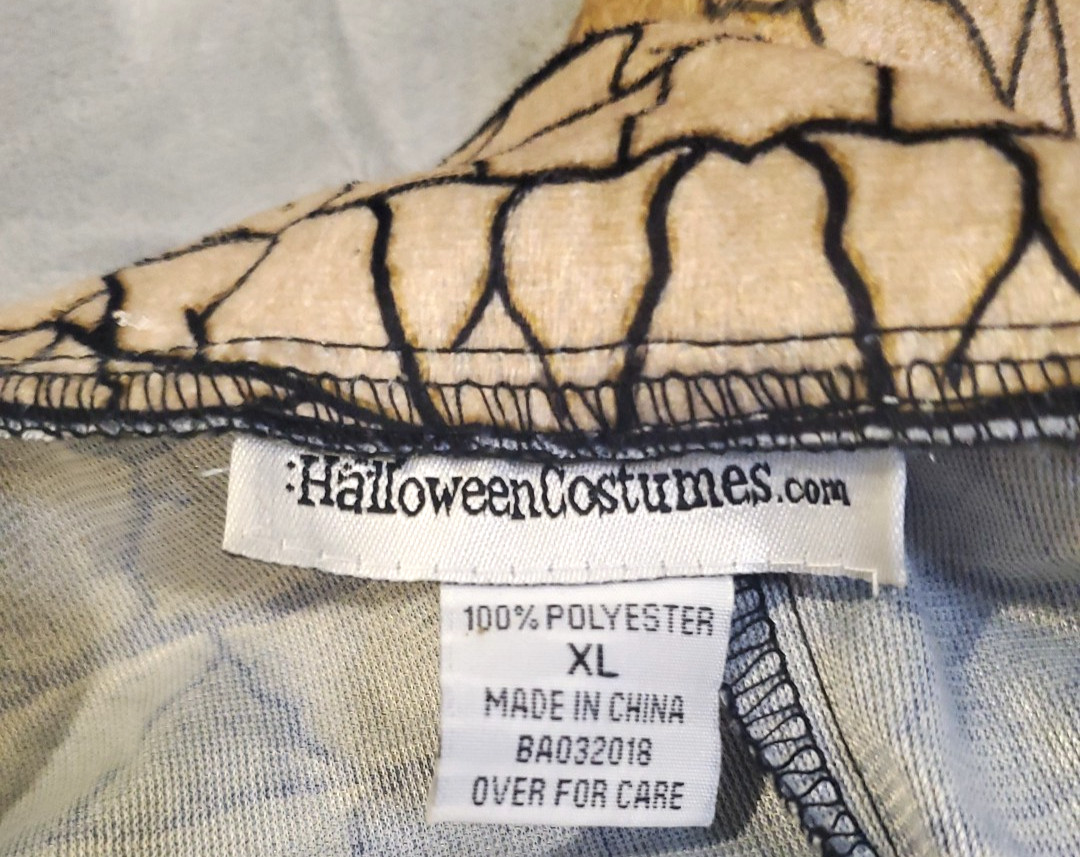 HalloweenCostumes.com
100% POLYESTER
XL
MADE IN CHINA
BA032018
OVER FOR CARE